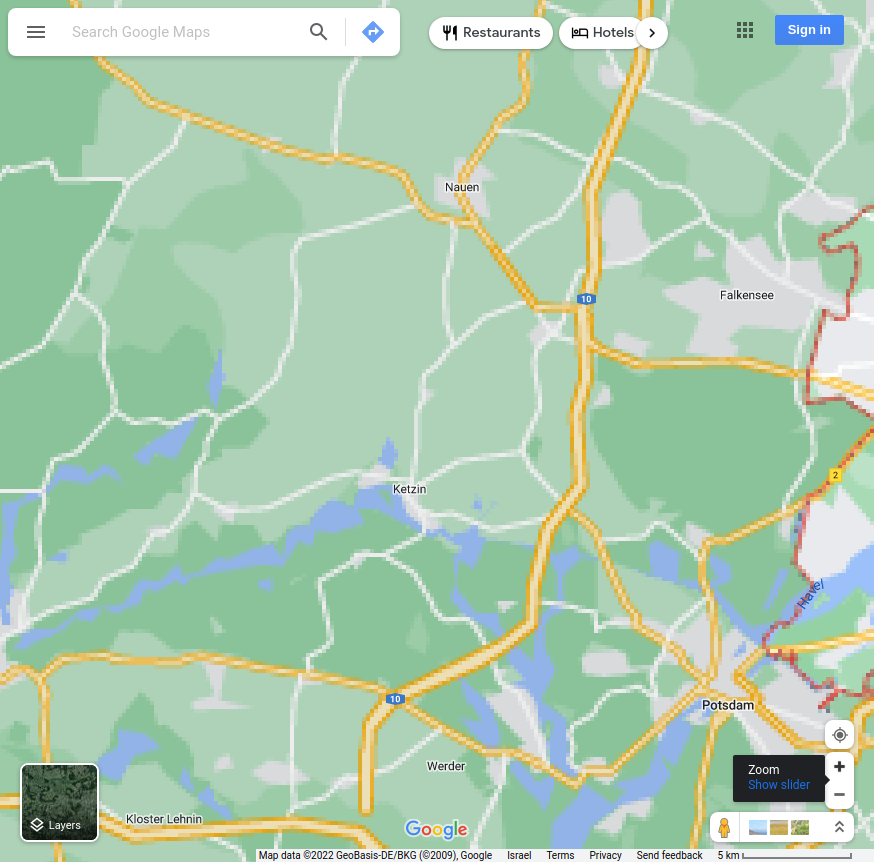 Search Google Maps
Restaurants
Hotels
Sign in
Nauen
Falkensee
10
2
Ketzin
Havel
10
Potsdam
Werder
Zoom
Show slider
Kloster Lehnin
Layers
Google
Map data ©2022 GeoBasis-DE/BKG (©2009), Google Israel Terms Privacy Send feedback 5 km